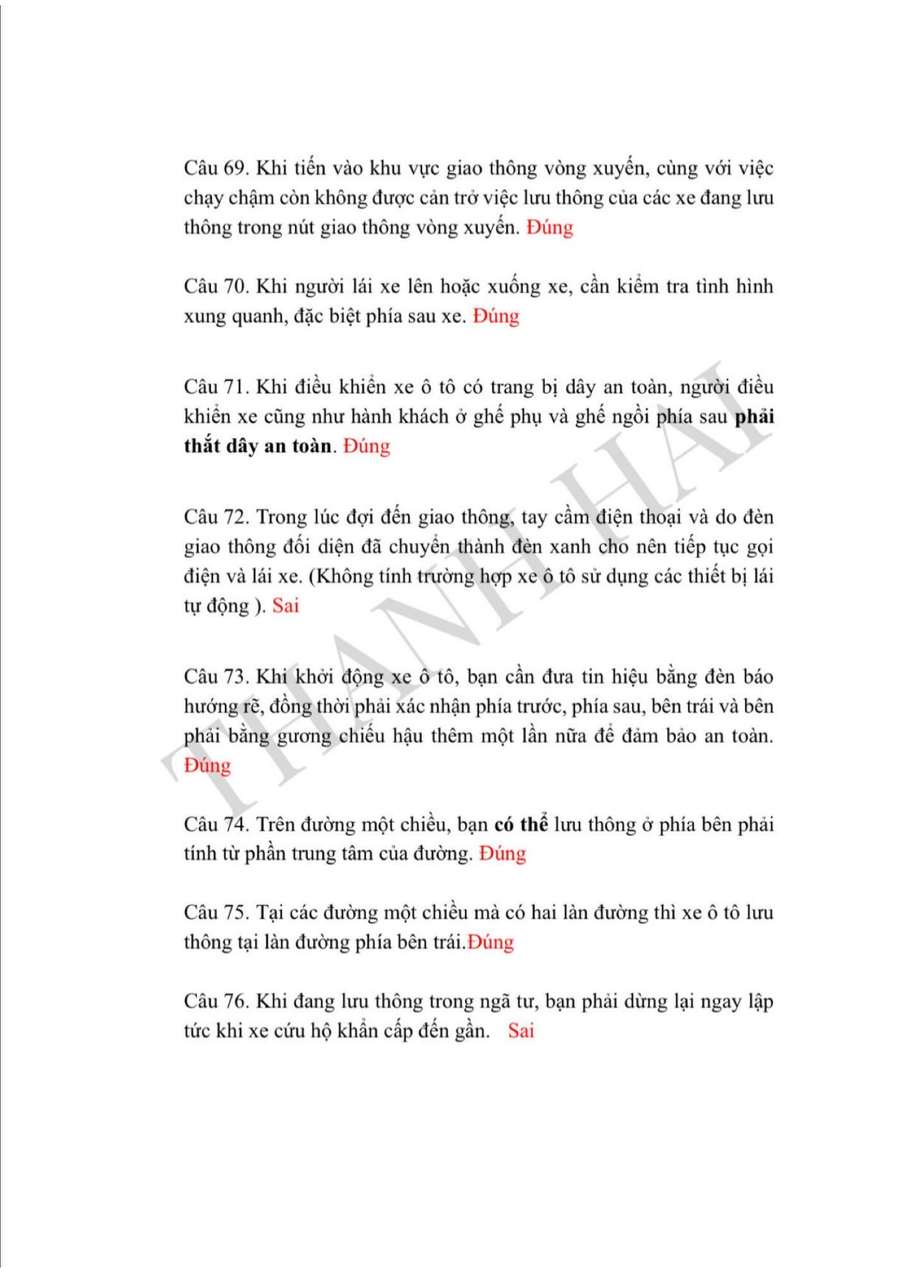 Câu 69. Khi tiến vào khu vực giao thông vòng xuyến, cùng với việc
chạy chậm còn không được cản trở việc lưu thông của các xe đang lưu
thông trong nút giao thông vòng xuyến. Đúng
Câu 70. Khi người lái xe lên hoặc xuống xe, cần kiểm tra tình hình
xung quanh, đặc biệt phía sau xe. Đúng
Câu 71. Khi điều khiển xe ô tô có trang bị dây an toàn, người điều
khiển xe cũng như hành khách ở ghế phụ và ghế ngồi phía sau phải
thắt dây an toàn. Đúng
Câu 72. Trong lúc đợi đến giao thông, tay cầm điện thoại và do đèn
giao thông đối diện đã chuyển thành đèn xanh cho nên tiếp tục gọi
điện và lái xe. (Không tính trường hợp xe ô tô sử dụng các thiết bị lái
tự động ). Sai
Câu 73. Khi khởi động xe ô tô, bạn cần đưa tin hiệu bằng đèn báo
hướng rẽ, đồng thời phải xác nhận phía trước, phía sau, bên trái và bên
phải bằng gương chiếu hậu thêm một lần nữa để đảm bảo an toàn.
Đúng
Câu 74. Trên đường một chiều, bạn có thể lưu thông ở phía bên phải
tính từ phần trung tâm của đường. Đúng
Câu 75. Tại các đường một chiều mà có hai làn đường thì xe ô tô lưu
thông tại làn đường phía bên trái.Đúng
Câu 76. Khi đang lưu thông trong ngã tư, bạn phải dừng lại ngay lập
tức khi xe cứu hộ khẩn cấp đến gần. Sai
THANH HAI